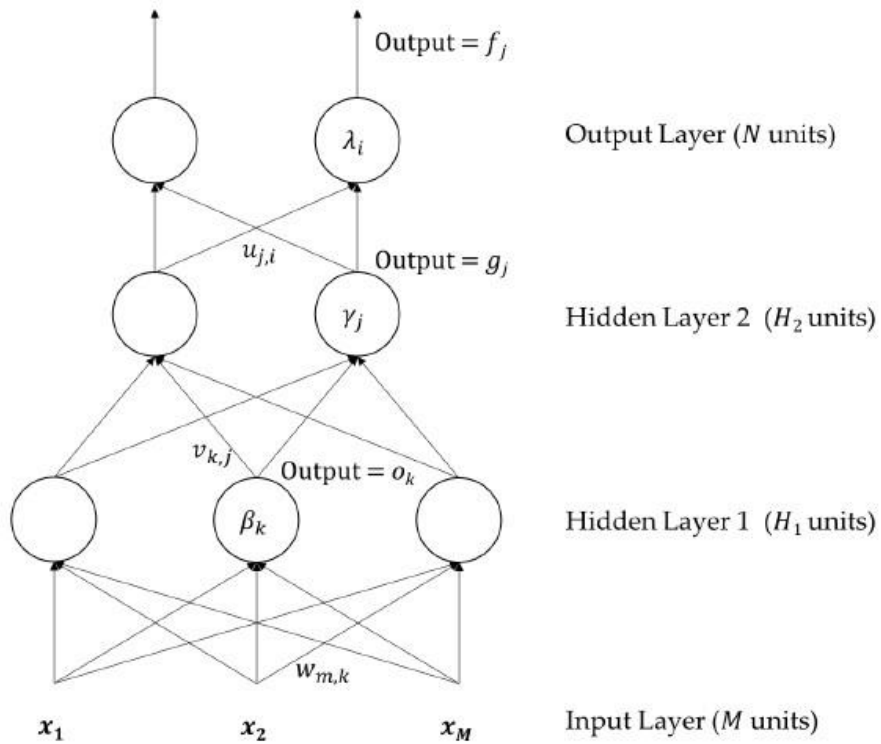 Output = f_j
λ_i
Output Layer (N units)
u_{j,i}
Output = g_j
γ_j
Hidden Layer 2 (H_2 units)
v_{k,j}
Output = o_k
β_k
Hidden Layer 1 (H_1 units)
w_{m,k}
x_1 x_2 x_M Input Layer (M units)